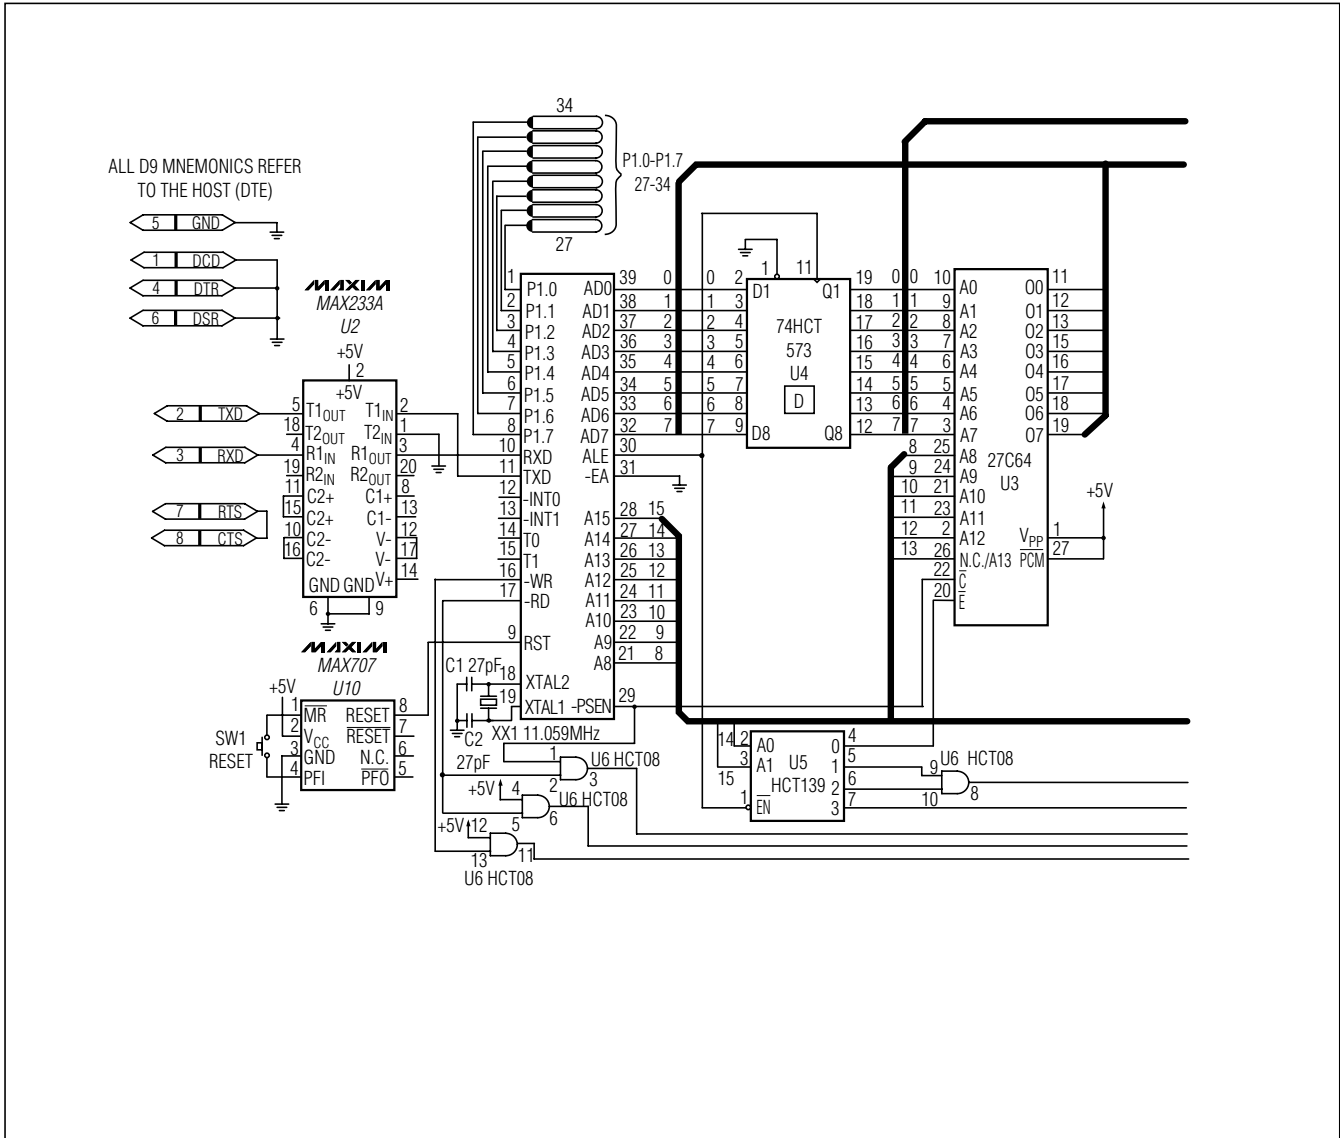 34
P1.0-P1.7
27-34
27
ALL D9 MNEMONICS REFER
TO THE HOST (DTE)
5 GND
1 DCD
4 DTR
6 DSR
2 TXD
3 RXD
7 RTS
8 CTS
MAXIM
MAX233A
U2
+5V
2
+5V
5 T1OUT T1IN 2
18 T2OUT T2IN 1
4 R1IN R1OUT 3
19 R2IN R2OUT 20
11 C2+ C1+ 8
15 C2+ C1- 13
10 C2- V- 12
16 C2- V- 17
V+ 14
GND GND
6 9
MAXIM
MAX707
U10
+5V
1 MR RESET 8
2 VCC RESET 7
3 GND N.C. 6
4 PFI PFO 5
SW1
RESET
1 P1.0 AD0 39 0
2 P1.1 AD1 38 1
3 P1.2 AD2 37 2
4 P1.3 AD3 36 3
5 P1.4 AD4 35 4
6 P1.5 AD5 34 5
7 P1.6 AD6 33 6
8 P1.7 AD7 32 7
10 RXD ALE 30
11 TXD -EA 31
12 -INT0
13 -INT1 A15 28 15
14 T0 A14 27 14
15 T1 A13 26 13
16 -WR A12 25 12
17 -RD A11 24 11
A10 23 10
9 RST A9 22 9
A8 21 8
18 XTAL2
19 XTAL1 -PSEN 29
C1 27pF
C2
27pF
XX1 11.059MHz
1 11
0 2 D1 Q1 19 0
1 3 18 1
2 4 17 2
3 5 16 3
4 6 15 4
5 7 14 5
6 8 13 6
7 9 D8 Q8 12 7
74HCT
573
U4
D
0 10 A0 O0 11
1 9 A1 O1 12
2 8 A2 O2 13
3 7 A3 O3 15
4 6 A4 O4 16
5 5 A5 O5 17
6 4 A6 O6 18
7 3 A7 O7 19
8 25 A8
9 24 A9
10 21 A10
11 23 A11
12 2 A12 VPP 1
13 26 N.C./A13 PCM 27
22 C
20 E
27C64
U3
+5V
14 2 A0 0 4
15 3 A1 1 5
2 6
1 EN 3 7
U5
HCT139
9
10
8
U6 HCT08
1
2
3
U6 HCT08
+5V 4
5
6
U6 HCT08
+5V 12
13
11
U6 HCT08